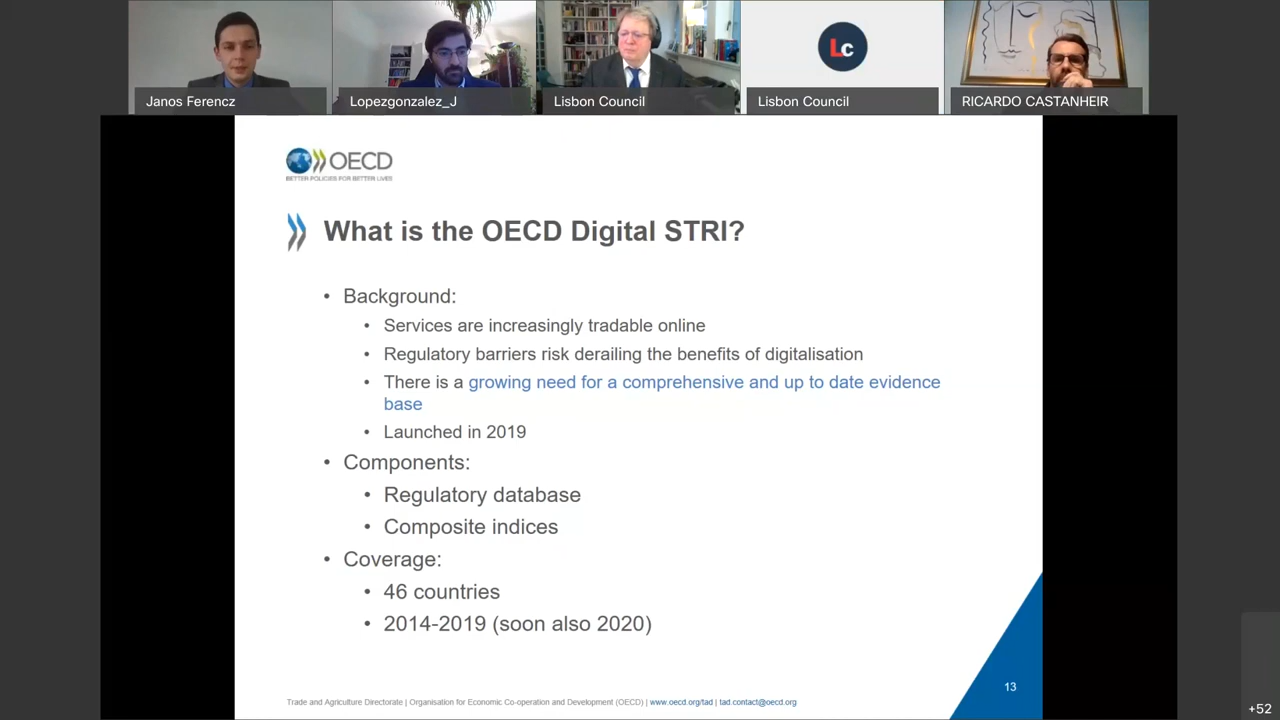 Lc
Janos Ferencz
Lopezgonzalez_J
Lisbon Council
Lisbon Council
RICARDO CASTANHEIR
OECD
BETTER POLICIES FOR BETTER LIVES
What is the OECD Digital STRI?
• Background:
• Services are increasingly tradable online
• Regulatory barriers risk derailing the benefits of digitalisation
• There is a growing need for a comprehensive and up to date evidence
base
• Launched in 2019
• Components:
• Regulatory database
• Composite indices
• Coverage:
• 46 countries
• 2014-2019 (soon also 2020)
13
Trade and Agriculture Directorate | Organisation for Economic Co-operation and Development (OECD) | www.oecd.org/tad | tad.contact@oecd.org
+52